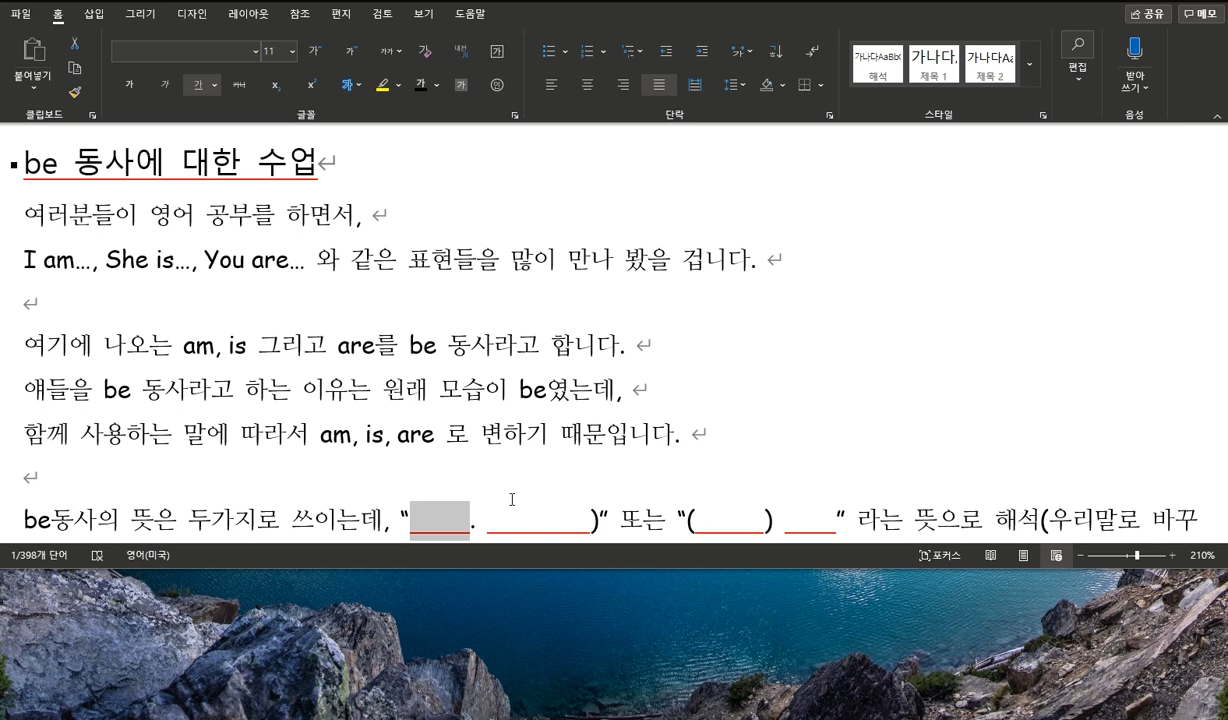 파일 홈 삽입 그리기 디자인 레이아웃 참조 편지 검토 보기 도움말 공유 메모
11
붙여넣기
해석 제목 1 제목 2
편집
받아
쓰기
클립보드 글꼴 단락 스타일 음성
be 동사에 대한 수업
여러분들이 영어 공부를 하면서,
I am..., She is..., You are... 와 같은 표현들을 많이 만나 봤을 겁니다.
여기에 나오는 am, is 그리고 are를 be 동사라고 합니다.
얘들을 be 동사라고 하는 이유는 원래 모습이 be였는데,
함께 사용하는 말에 따라서 am, is, are 로 변하기 때문입니다.
be동사의 뜻은 두가지로 쓰이는데, “____. ______)” 또는 “(____) ___” 라는 뜻으로 해석(우리말로 바꾸
1/398개 단어 영어(미국) 포커스 210%